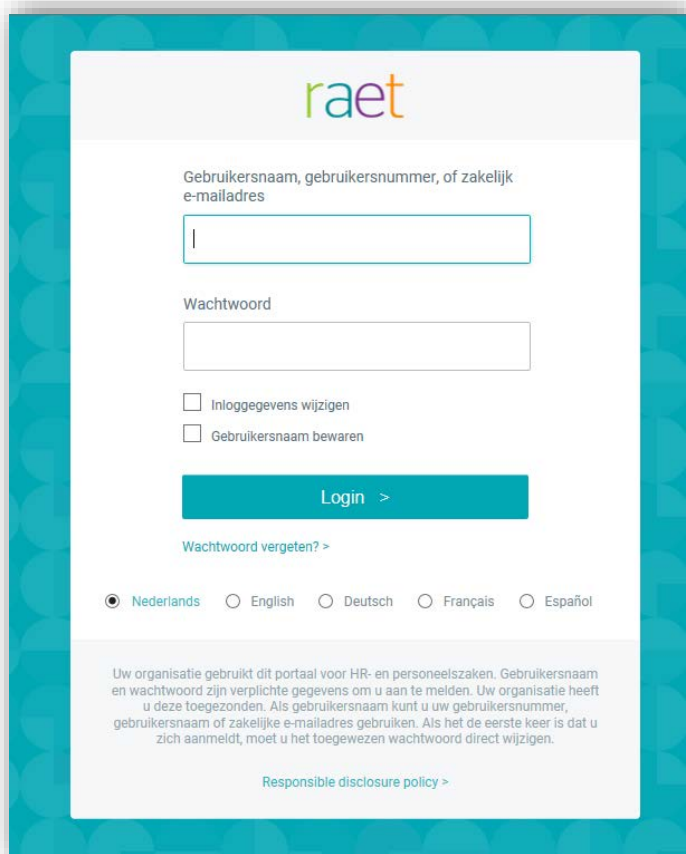 raet
Gebruikersnaam, gebruikersnummer, of zakelijk
e-mailadres
Wachtwoord
Inloggegevens wijzigen
Gebruikersnaam bewaren
Login >
Wachtwoord vergeten? >
Nederlands English Deutsch Français Español
Uw organisatie gebruikt dit portaal voor HR- en personeelszaken. Gebruikersnaam
en wachtwoord zijn verplichte gegevens om u aan te melden. Uw organisatie heeft
u deze toegezonden. Als gebruikersnaam kunt u uw gebruikersnummer,
gebruikersnaam of zakelijke e-mailadres gebruiken. Als het de eerste keer is dat u
zich aanmeldt, moet u het toegewezen wachtwoord direct wijzigen.
Responsible disclosure policy >